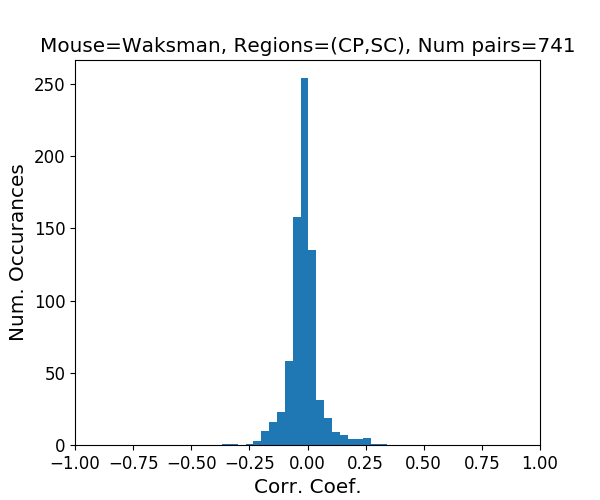 Mouse=Waksman, Regions=(CP,SC), Num pairs=741
250
200
150
100
50
0
Num. Occurances
−1.00 −0.75 −0.50 −0.25 0.00 0.25 0.50 0.75 1.00
Corr. Coef.